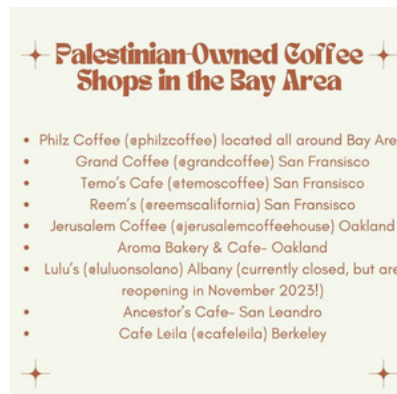 Palestinian-Owned Coffee
Shops in the Bay Area
• Philz Coffee (@philzcoffee) located all around Bay Are
• Grand Coffee (@grandcoffee) San Fransisco
• Temo's Cafe (@temoscoffee) San Fransisco
• Reem's (@reemscalifornia) San Fransisco
• Jerusalem Coffee (@jerusalemcoffeehouse) Oakland
• Aroma Bakery & Cafe- Oakland
• Lulu's (@luluonsolano) Albany (currently closed, but are
reopening in November 2023!)
• Ancestor's Cafe- San Leandro
• Cafe Leila (@cafeleila) Berkeley